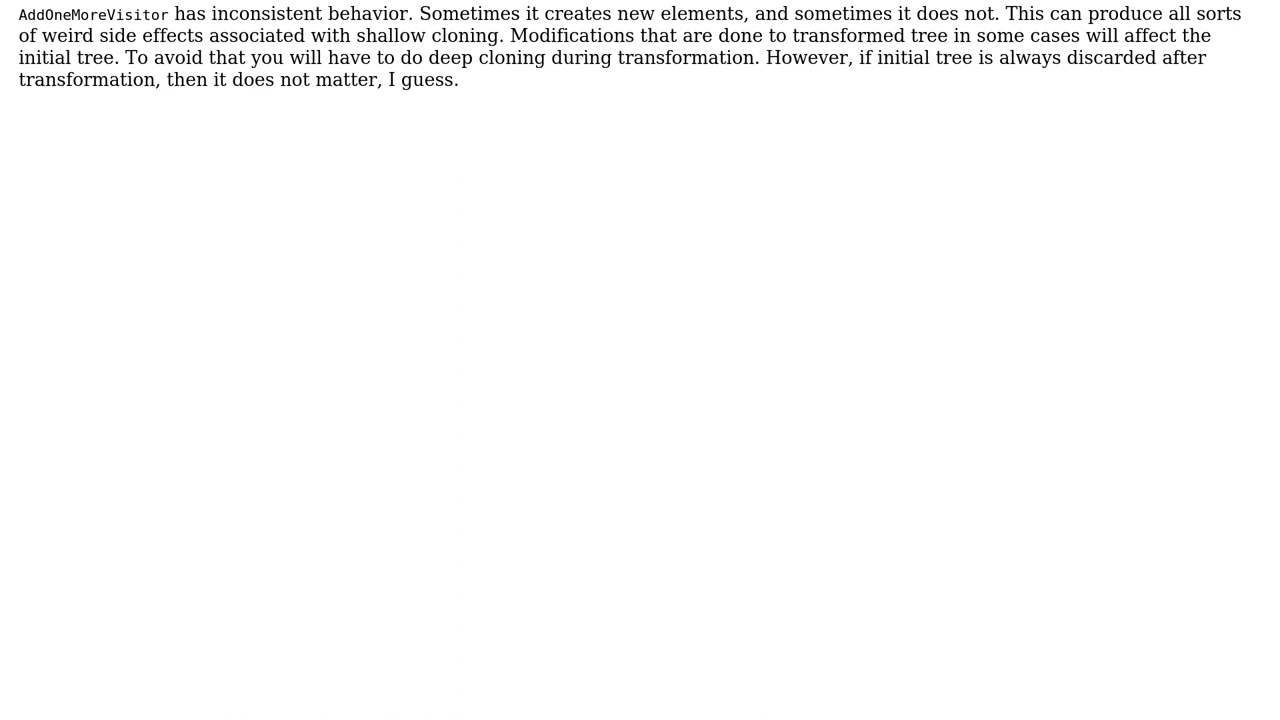 AddOneMoreVisitor has inconsistent behavior. Sometimes it creates new elements, and sometimes it does not. This can produce all sorts
of weird side effects associated with shallow cloning. Modifications that are done to transformed tree in some cases will affect the
initial tree. To avoid that you will have to do deep cloning during transformation. However, if initial tree is always discarded after
transformation, then it does not matter, I guess.